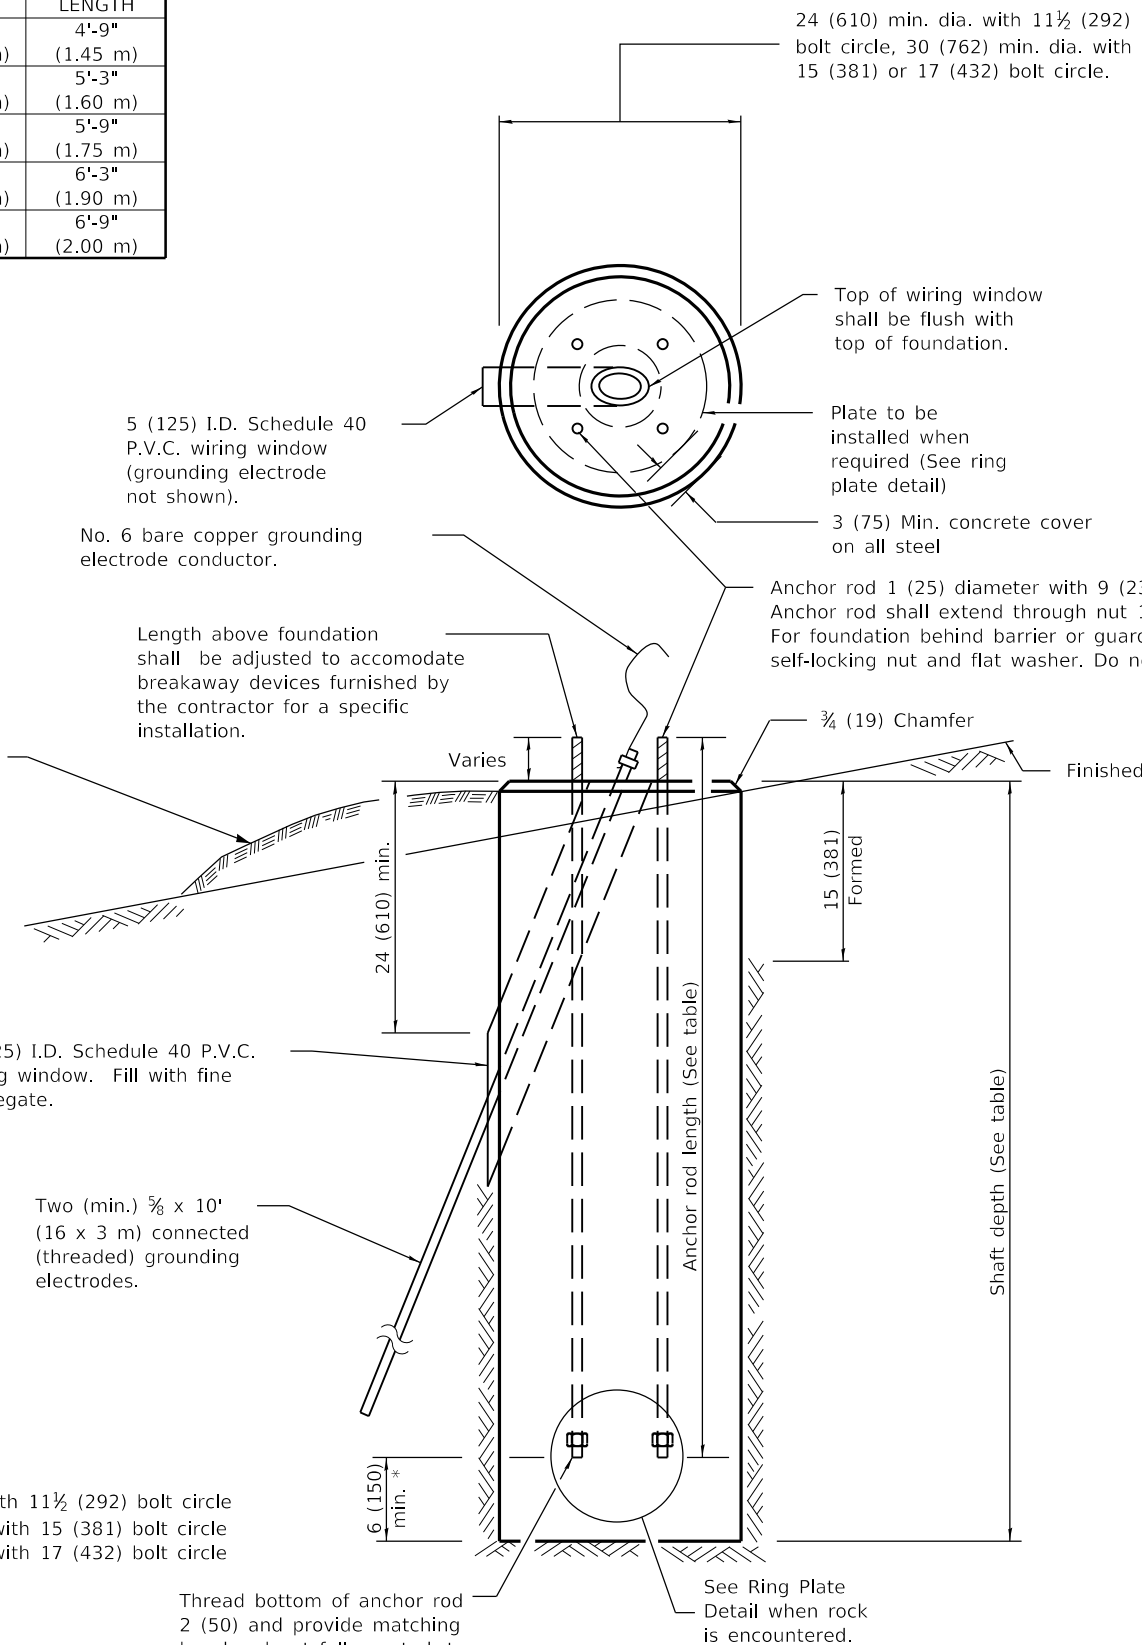 LENGTH
4'-9"
(1.45 m)
5'-3"
(1.60 m)
5'-9"
(1.75 m)
6'-3"
(1.90 m)
6'-9"
(2.00 m)
24 (610) min. dia. with 11½ (292)
bolt circle, 30 (762) min. dia. with
15 (381) or 17 (432) bolt circle.
Top of wiring window
shall be flush with
top of foundation.
5 (125) I.D. Schedule 40
P.V.C. wiring window
(grounding electrode
not shown).
Plate to be
installed when
required (See ring
plate detail)
3 (75) Min. concrete cover
on all steel
No. 6 bare copper grounding
electrode conductor.
Anchor rod 1 (25) diameter with 9 (23
Anchor rod shall extend through nut
For foundation behind barrier or guard
self-locking nut and flat washer. Do
Length above foundation
shall be adjusted to accomodate
breakaway devices furnished by
the contractor for a specific
installation.
Varies
¾ (19) Chamfer
Finished
24 (610) min.
15 (381)
Formed
25) I.D. Schedule 40 P.V.C.
window. Fill with fine
egate.
Anchor rod length (See table)
Shaft depth (See table)
Two (min.) ⅝ x 10'
(16 x 3 m) connected
(threaded) grounding
electrodes.
6 (150)
min. *
th 11½ (292) bolt circle
with 15 (381) bolt circle
with 17 (432) bolt circle
Thread bottom of anchor rod
2 (50) and provide matching
See Ring Plate
Detail when rock
is encountered.